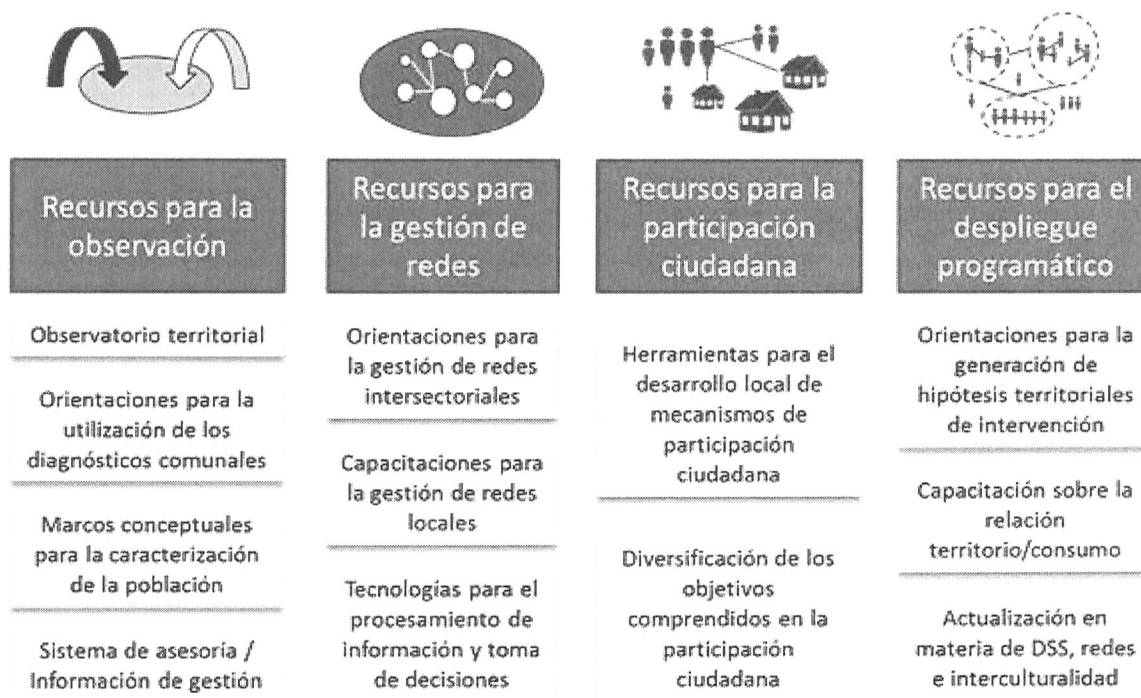 Recursos para la
observación
Observatorio territorial
Orientaciones para la
utilización de los
diagnósticos comunales
Marcos conceptuales
para la caracterización
de la población
Sistema de asesoría /
Información de gestión
Recursos para
la gestión de
redes
Orientaciones para
la gestión de redes
intersectoriales
Capacitaciones para
la gestión de redes
locales
Tecnologías para el
procesamiento de
información y toma
de decisiones
Recursos para la
participación
ciudadana
Herramientas para el
desarrollo local de
mecanismos de
participación
ciudadana
Diversificación de los
objetivos
comprendidos en la
participación
ciudadana
Recursos para el
despliegue
programático
Orientaciones para la
generación de
hipótesis territoriales
de intervención
Capacitación sobre la
relación
territorio/consumo
Actualización en
materia de DSS, redes
e interculturalidad